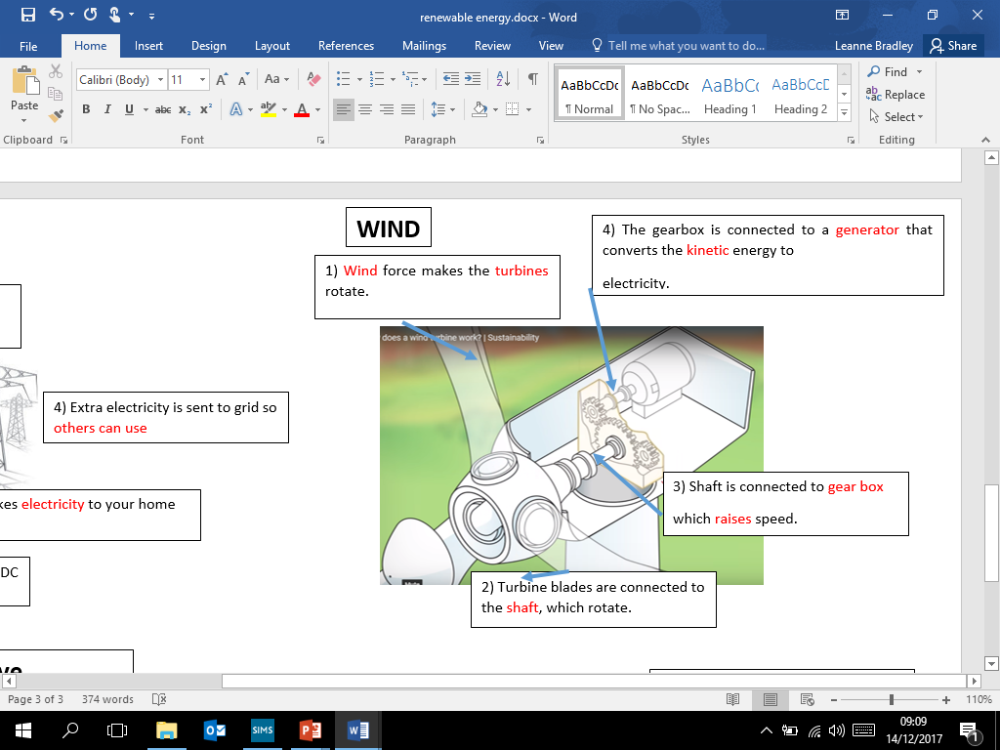 renewable energy.docx - Word
File Home Insert Design Layout References Mailings Review View Tell me what you want to do... Leanne Bradley Share
Paste
Calibri (Body) 11
Aa
B I U abc x₂ x²
A A
AaBbCcDc AaBbCcDc AaBbCc AaBbCcD
¶ Normal ¶ No Spac... Heading 1 Heading 2
Find
Replace
Select
Clipboard Font Paragraph Styles Editing
WIND
1) Wind force makes the turbines
rotate.
4) The gearbox is connected to a generator that
converts the kinetic energy to
electricity.
does a wind turbine work? | Sustainability
4) Extra electricity is sent to grid so
others can use
kes electricity to your home
DC
3) Shaft is connected to gear box
which raises speed.
2) Turbine blades are connected to
the shaft, which rotate.
Page 3 of 3 374 words 110%
SIMS
09:09
14/12/2017
1